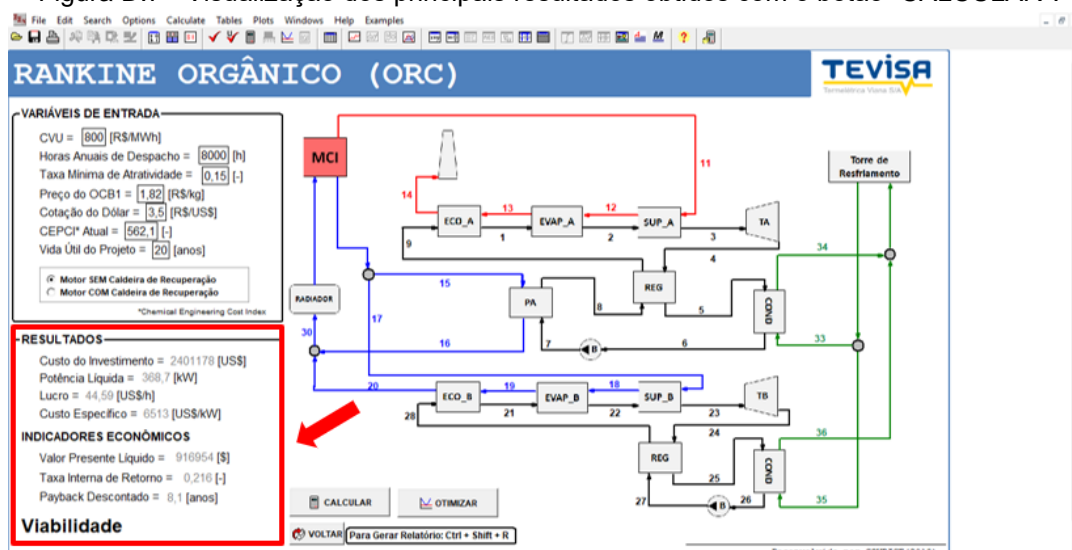 File Edit Search Options Calculate Tables Plots Windows Help Examples
RANKINE ORGÂNICO (ORC)
TEVISA
Termelétrica Viana S/A
VARIÁVEIS DE ENTRADA
CVU = 800 [R$/MWh]
Horas Anuais de Despacho = 8000 [h]
Taxa Mínima de Atratividade = 0,15 [-]
Preço do OCB1 = 1,82 [R$/kg]
Cotação do Dólar = 3,5 [R$/US$]
CEPCI* Atual = 562,1 [-]
Vida Útil do Projeto = 20 [anos]
Motor SEM Caldeira de Recuperação
Motor COM Caldeira de Recuperação
*Chemical Engineering Cost Index
RESULTADOS
Custo do Investimento = 2401178 [US$]
Potência Líquida = 368,7 [kW]
Lucro = 44,59 [US$/h]
Custo Específico = 6513 [US$/kW]
INDICADORES ECONÔMICOS
Valor Presente Líquido = 916954 [$]
Taxa Interna de Retorno = 0,216 [-]
Payback Descontado = 8,1 [anos]
Viabilidade
MCI
11
Torre de
Resfriamento
14
13
12
ECO_A
EVAP_A
SUP_A
TA
9
1
2
3
4
34
15
REG
RADIADOR
PA
8
5
COND
17
30
16
7
B
6
33
20
19
18
ECO_B
EVAP_B
SUP_B
TB
28
21
22
23
24
36
REG
25
COND
27
B
26
35
CALCULAR
OTIMIZAR
VOLTAR
Para Gerar Relatório: Ctrl + Shift + R